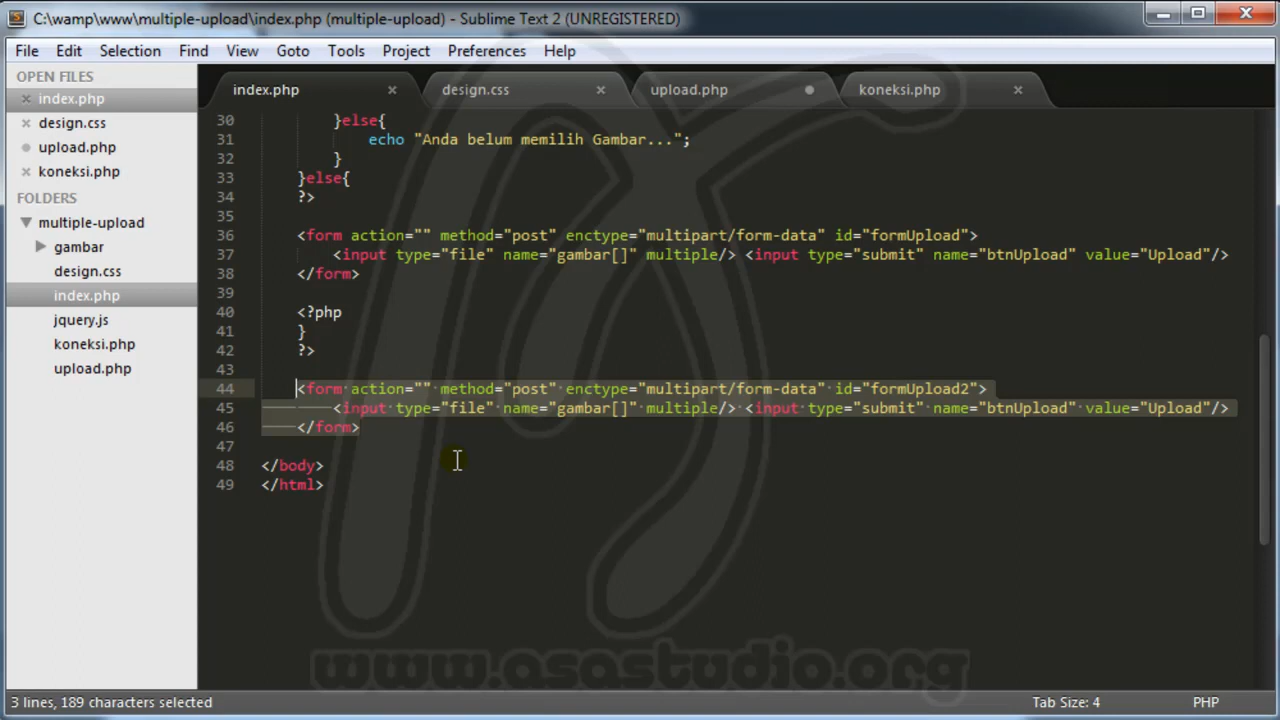 C:\wamp\www\multiple-upload\index.php (multiple-upload) - Sublime Text 2 (UNREGISTERED)
File Edit Selection Find View Goto Tools Project Preferences Help
OPEN FILES
index.php
design.css
upload.php
koneksi.php
FOLDERS
multiple-upload
gambar
design.css
index.php
jquery.js
koneksi.php
upload.php
index.php design.css upload.php koneksi.php
30 }else{
31 echo "Anda belum memilih Gambar...";
32 }
33 }else{
34 ?>
35
36 <form action="" method="post" enctype="multipart/form-data" id="formUpload">
37 <input type="file" name="gambar[]" multiple/> <input type="submit" name="btnUpload" value="Upload"/>
38 </form>
39
40 <?php
41 }
42 ?>
43
44 <form action="" method="post" enctype="multipart/form-data" id="formUpload2">
45 <input type="file" name="gambar[]" multiple/> <input type="submit" name="btnUpload" value="Upload"/>
46 </form>
47
48 </body>
49 </html>
www.asastudio.org
3 lines, 189 characters selected Tab Size: 4 PHP